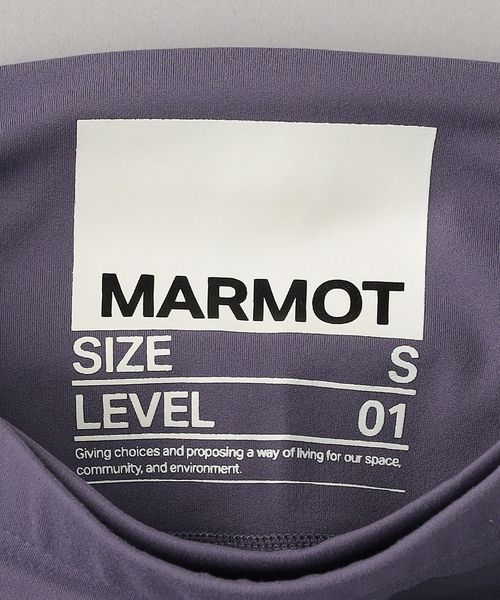 MARMOT
SIZE S
LEVEL 01
Giving choices and proposing a way of living for our space,
community, and environment.